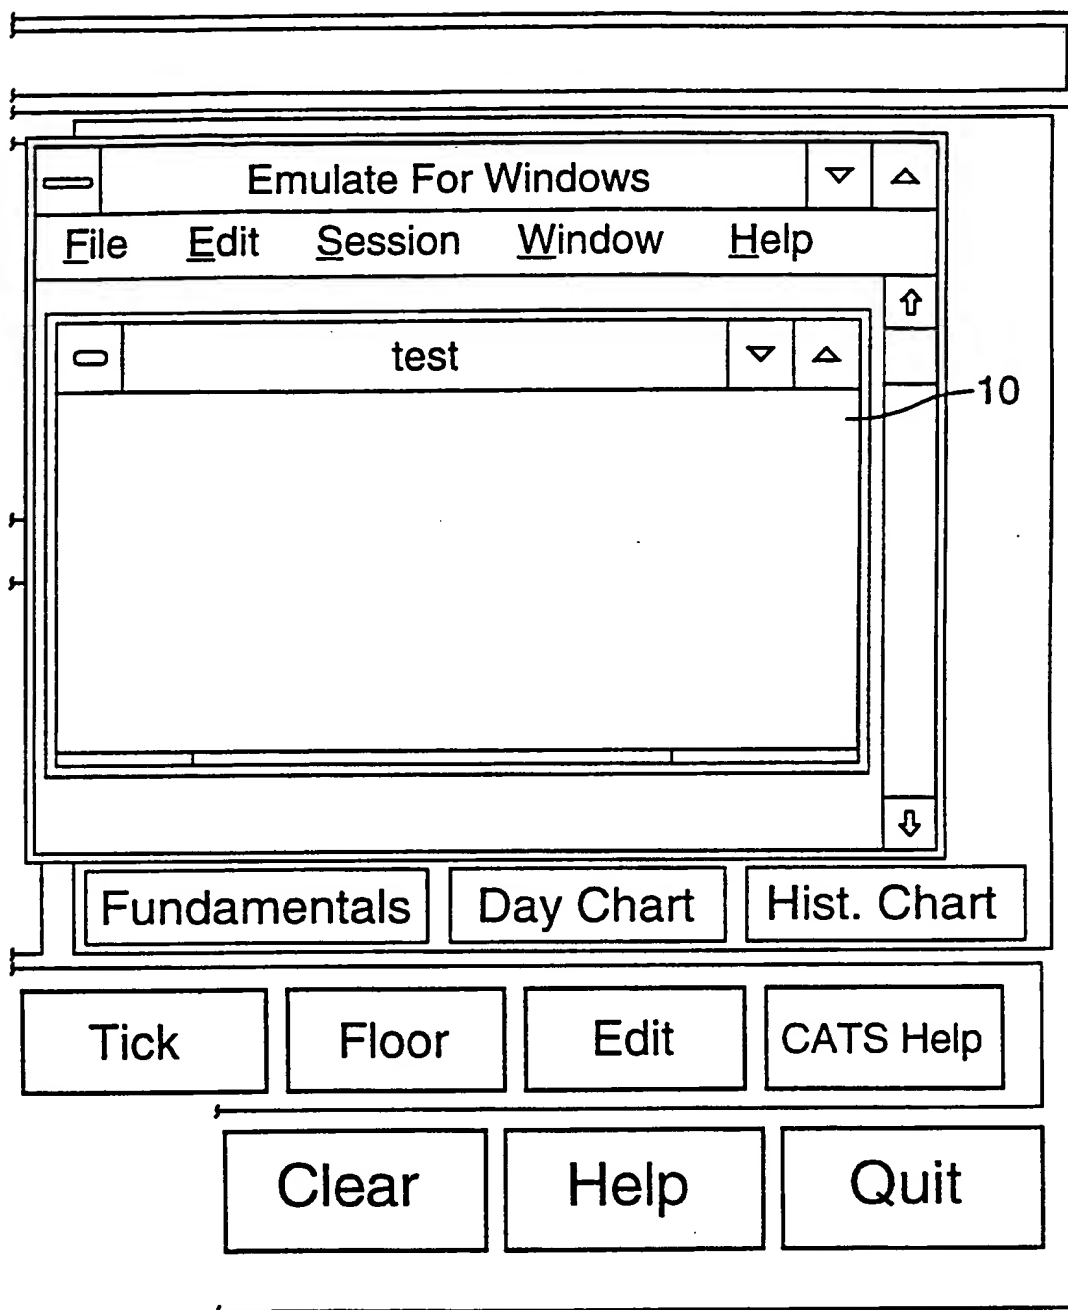 Emulate For Windows
File Edit Session Window Help
test
10
Fundamentals Day Chart Hist. Chart
Tick Floor Edit CATS Help
Clear Help Quit